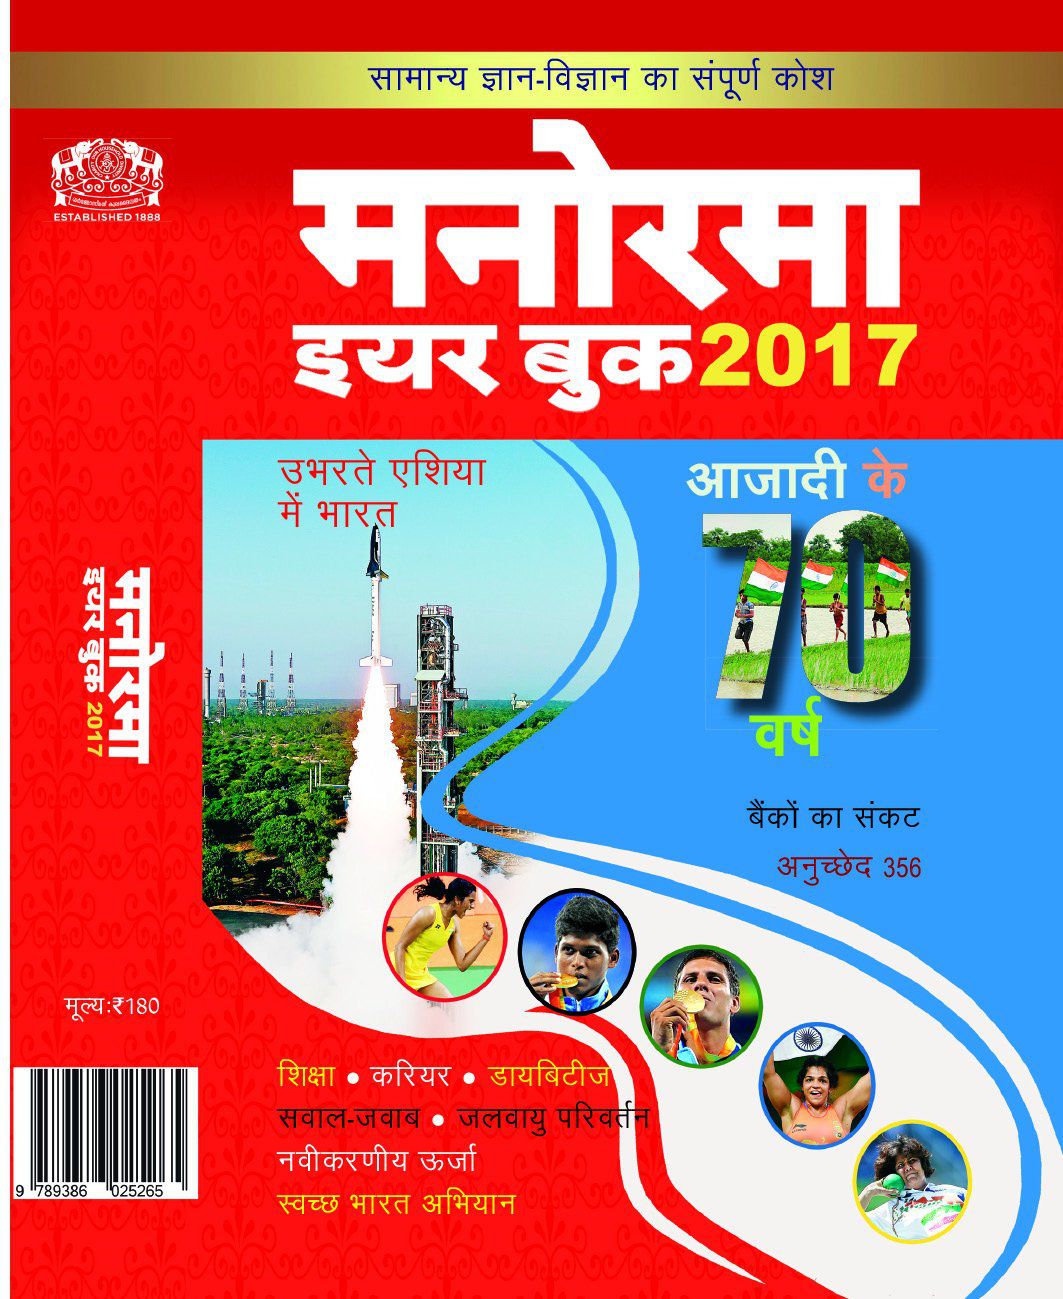 सामान्य ज्ञान-विज्ञान का संपूर्ण कोश
ESTABLISHED 1888
मनोरमा
इयर बुक 2017
उभरते एशिया
में भारत
आजादी के
70
वर्ष
बैंकों का संकट
अनुच्छेद 356
मनोरमा
इयर बुक 2017
मूल्य:₹180
9 789386 025265
शिक्षा • करियर • डायबिटीज
सवाल-जवाब • जलवायु परिवर्तन
नवीकरणीय ऊर्जा
स्वच्छ भारत अभियान